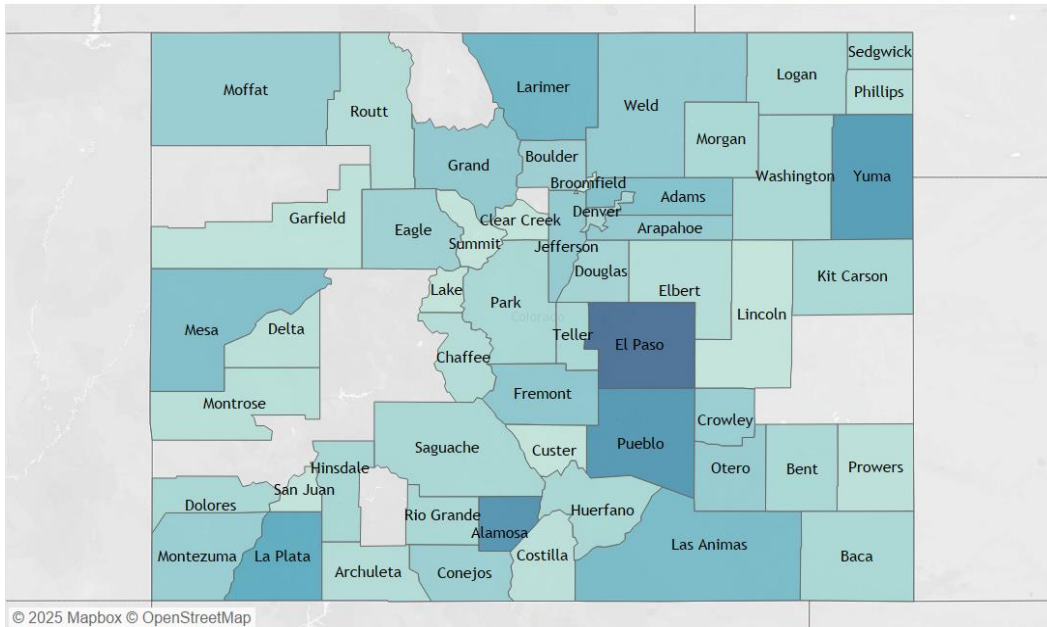 Sedgwick
Logan
Moffat
Larimer
Phillips
Weld
Routt
Morgan
Boulder
Grand
Washington
Yuma
Broomfield
Adams
Denver
Garfield
Clear Creek
Arapahoe
Eagle
Summit
Jefferson
Douglas
Kit Carson
Lake
Elbert
Park
Lincoln
Colorado
Mesa
Delta
Teller
El Paso
Chaffee
Fremont
Montrose
Crowley
Pueblo
Saguache
Custer
Hinsdale
Otero
Bent
Prowers
San Juan
Dolores
Rio Grande
Huerfano
Alamosa
Las Animas
Montezuma
La Plata
Costilla
Baca
Archuleta
Conejos
© 2025 Mapbox © OpenStreetMap